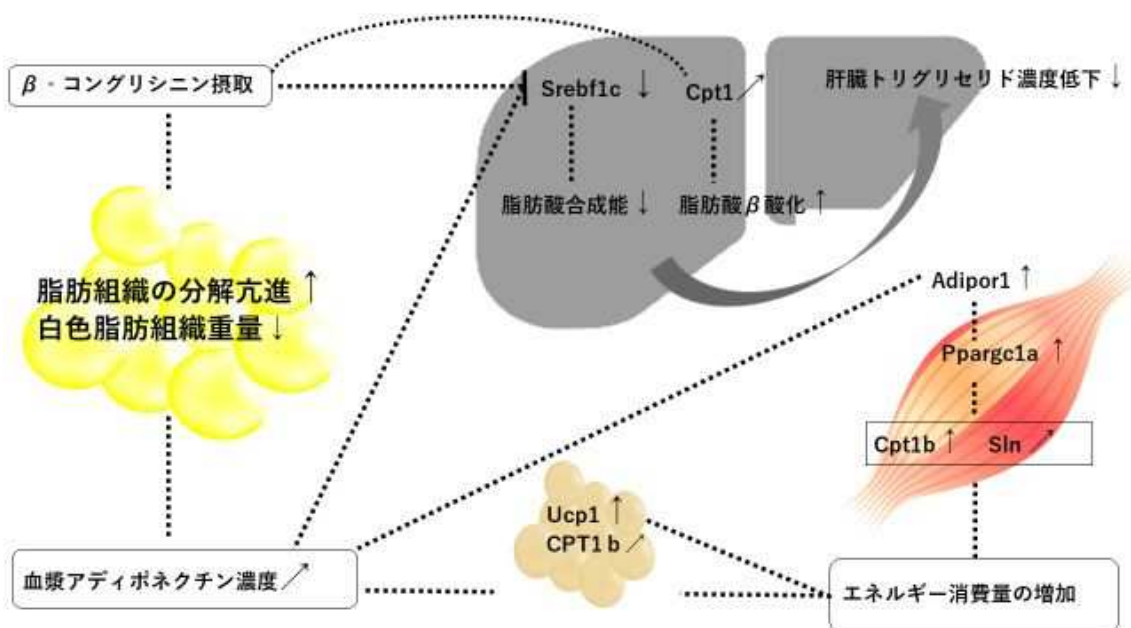 β‐コングリシニン摂取
Srebf1c ↓
Cpt1↗
肝臓トリグリセリド濃度低下 ↓
脂肪酸合成能 ↓
脂肪酸β酸化 ↑
脂肪組織の分解亢進 ↑
白色脂肪組織重量 ↓
Adipor1 ↑
Ppargc1a ↑
Cpt1b ↑
Sln ↗
Ucp1 ↑
CPT1 b ↗
血漿アディポネクチン濃度↗
エネルギー消費量の増加